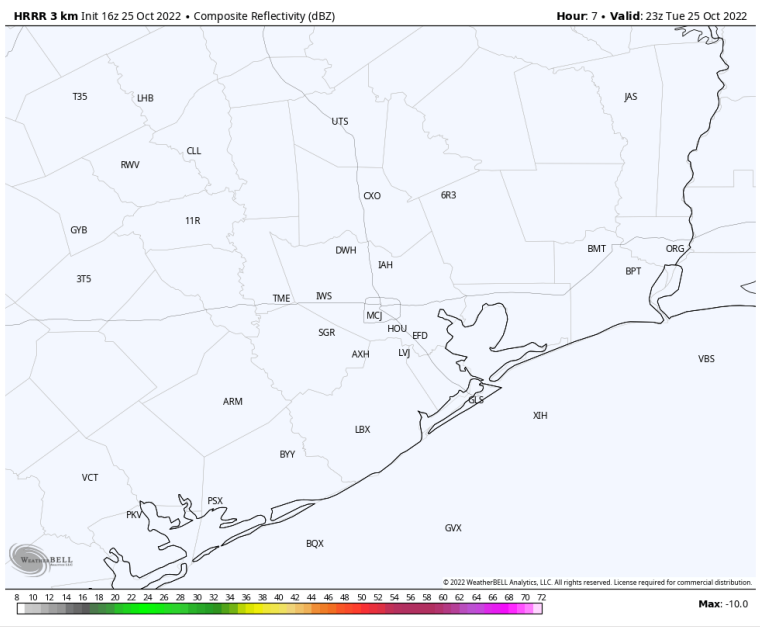 HRRR 3 km Init 16z 25 Oct 2022 • Composite Reflectivity (dBZ)
Hour: 7 • Valid: 23z Tue 25 Oct 2022
T35
LHB
JAS
UTS
CLL
RWV
CXO
6R3
11R
GYB
DWH
BMT
ORG
IAH
BPT
3T5
TME
IWS
MCJ
SGR
HOU
EFD
AXH
LVJ
VBS
ARM
GLS
XIH
LBX
BYY
VCT
PSX
PKV
GVX
BQX
WEATHERBELL
© 2022 WeatherBELL Analytics, LLC. All rights reserved. License required for commercial distribution.
8 10 12 14 16 18 20 22 24 26 28 30 32 34 36 38 40 42 44 46 48 50 52 54 56 58 60 62 64 66 68 70 72
Max: -10.0